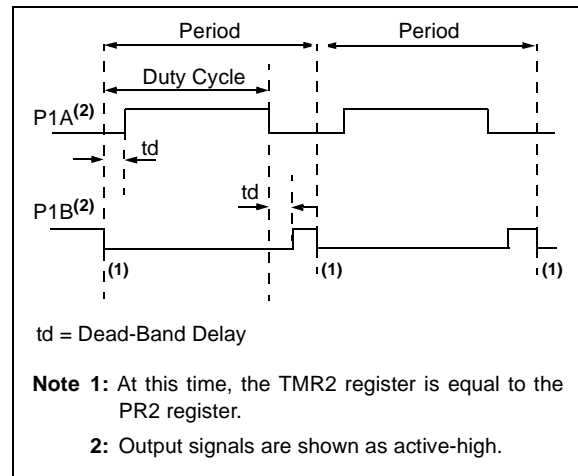 Period Period
Duty Cycle
P1A(2)
td
td
P1B(2)
(1) (1) (1)
td = Dead-Band Delay
Note 1: At this time, the TMR2 register is equal to the
PR2 register.
2: Output signals are shown as active-high.